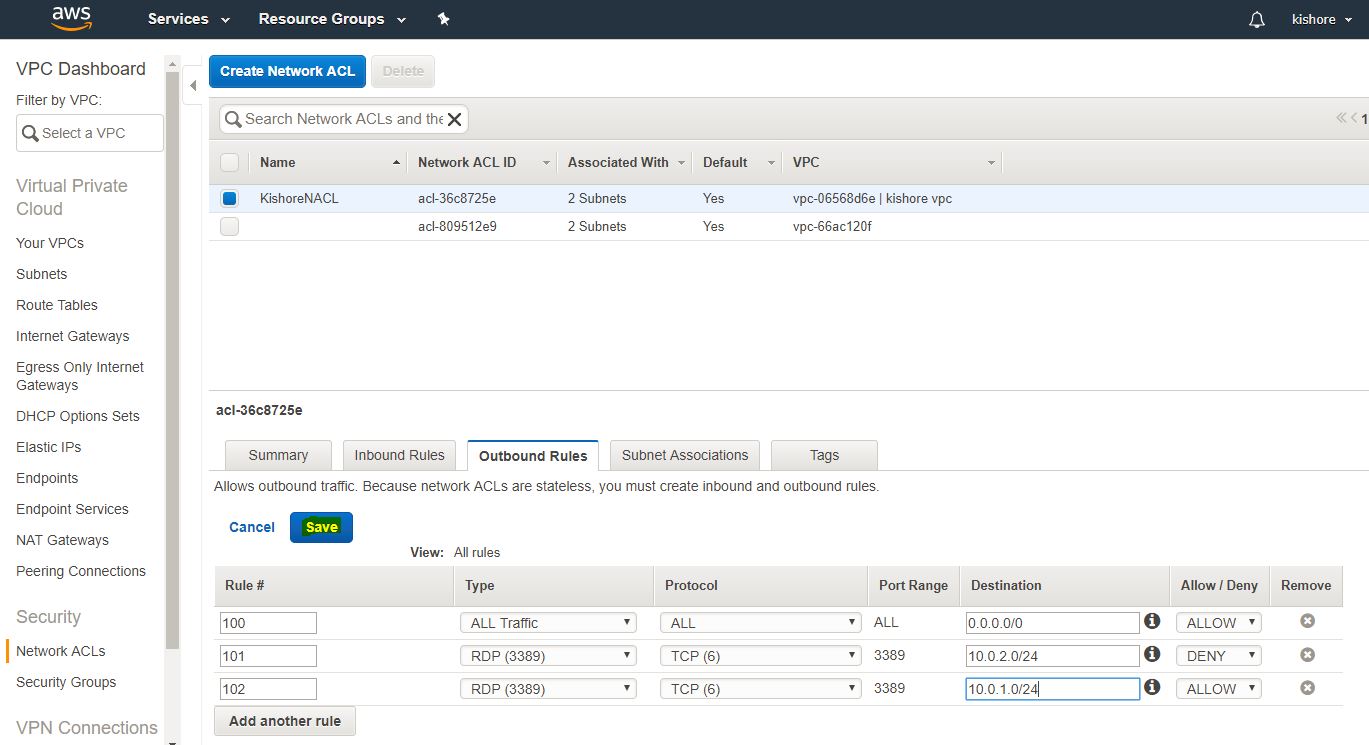 aws Services Resource Groups kishore
VPC Dashboard
Filter by VPC:
Select a VPC
Virtual Private
Cloud
Your VPCs
Subnets
Route Tables
Internet Gateways
Egress Only Internet
Gateways
DHCP Options Sets
Elastic IPs
Endpoints
Endpoint Services
NAT Gateways
Peering Connections
Security
Network ACLs
Security Groups
VPN Connections
Create Network ACL Delete
Search Network ACLs and the
1
Name Network ACL ID Associated With Default VPC
KishoreNACL acl-36c8725e 2 Subnets Yes vpc-06568d6e | kishore vpc
acl-809512e9 2 Subnets Yes vpc-66ac120f
acl-36c8725e
Summary Inbound Rules Outbound Rules Subnet Associations Tags
Allows outbound traffic. Because network ACLs are stateless, you must create inbound and outbound rules.
Cancel Save
View: All rules
Rule # Type Protocol Port Range Destination Allow / Deny Remove
100 ALL Traffic ALL ALL 0.0.0.0/0 ALLOW
101 RDP (3389) TCP (6) 3389 10.0.2.0/24 DENY
102 RDP (3389) TCP (6) 3389 10.0.1.0/24 ALLOW
Add another rule